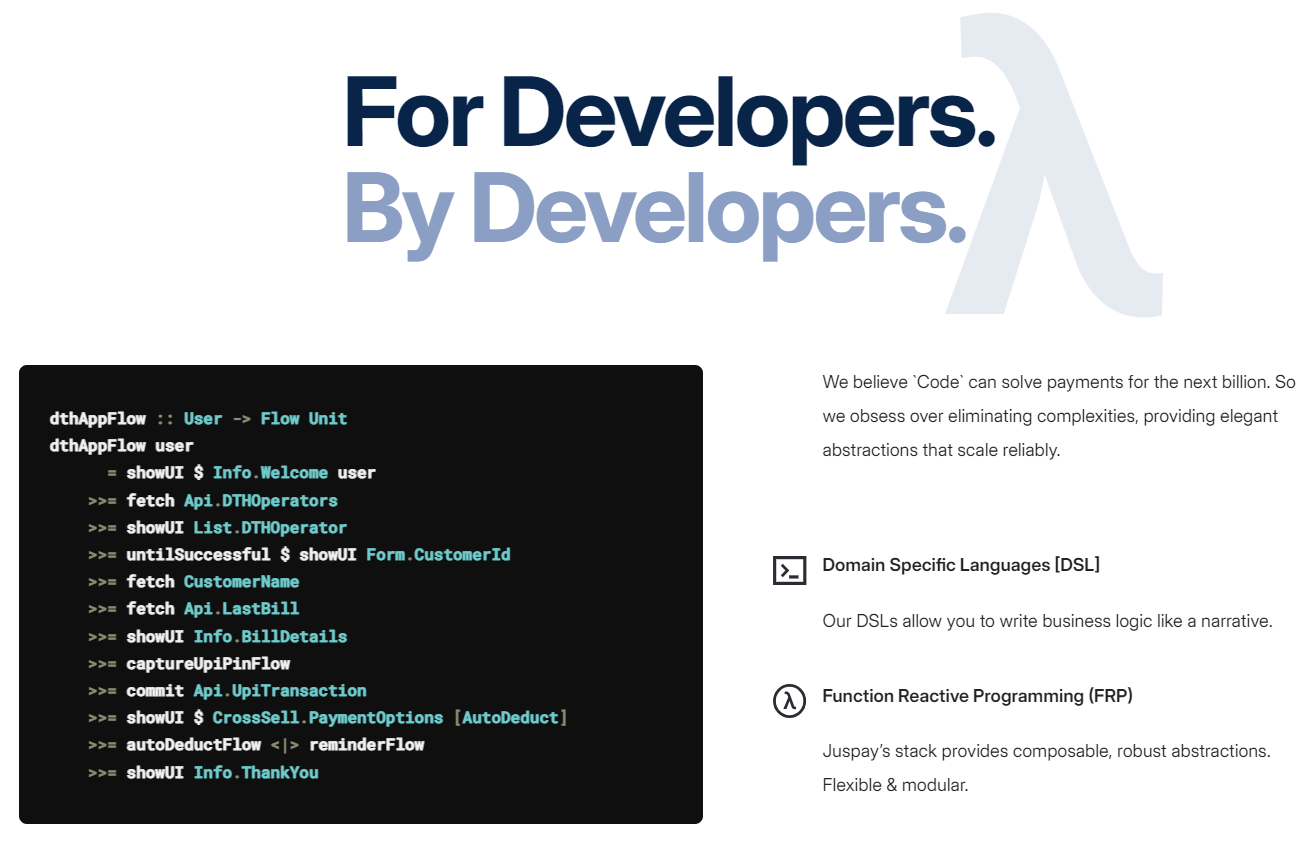 For Developers.
By Developers.
λ
dthAppFlow :: User -> Flow Unit
dthAppFlow user
= showUI $ Info.Welcome user
>>= fetch Api.DTHOperators
>>= showUI List.DTHOperator
>>= untilSuccessful $ showUI Form.CustomerId
>>= fetch CustomerName
>>= fetch Api.LastBill
>>= showUI Info.BillDetails
>>= captureUpiPinFlow
>>= commit Api.UpiTransaction
>>= showUI $ CrossSell.PaymentOptions [AutoDeduct]
>>= autoDeductFlow <|> reminderFlow
>>= showUI Info.ThankYou
We believe `Code` can solve payments for the next billion. So
we obsess over eliminating complexities, providing elegant
abstractions that scale reliably.
Domain Specific Languages [DSL]
Our DSLs allow you to write business logic like a narrative.
λ
Function Reactive Programming (FRP)
Juspay’s stack provides composable, robust abstractions.
Flexible & modular.